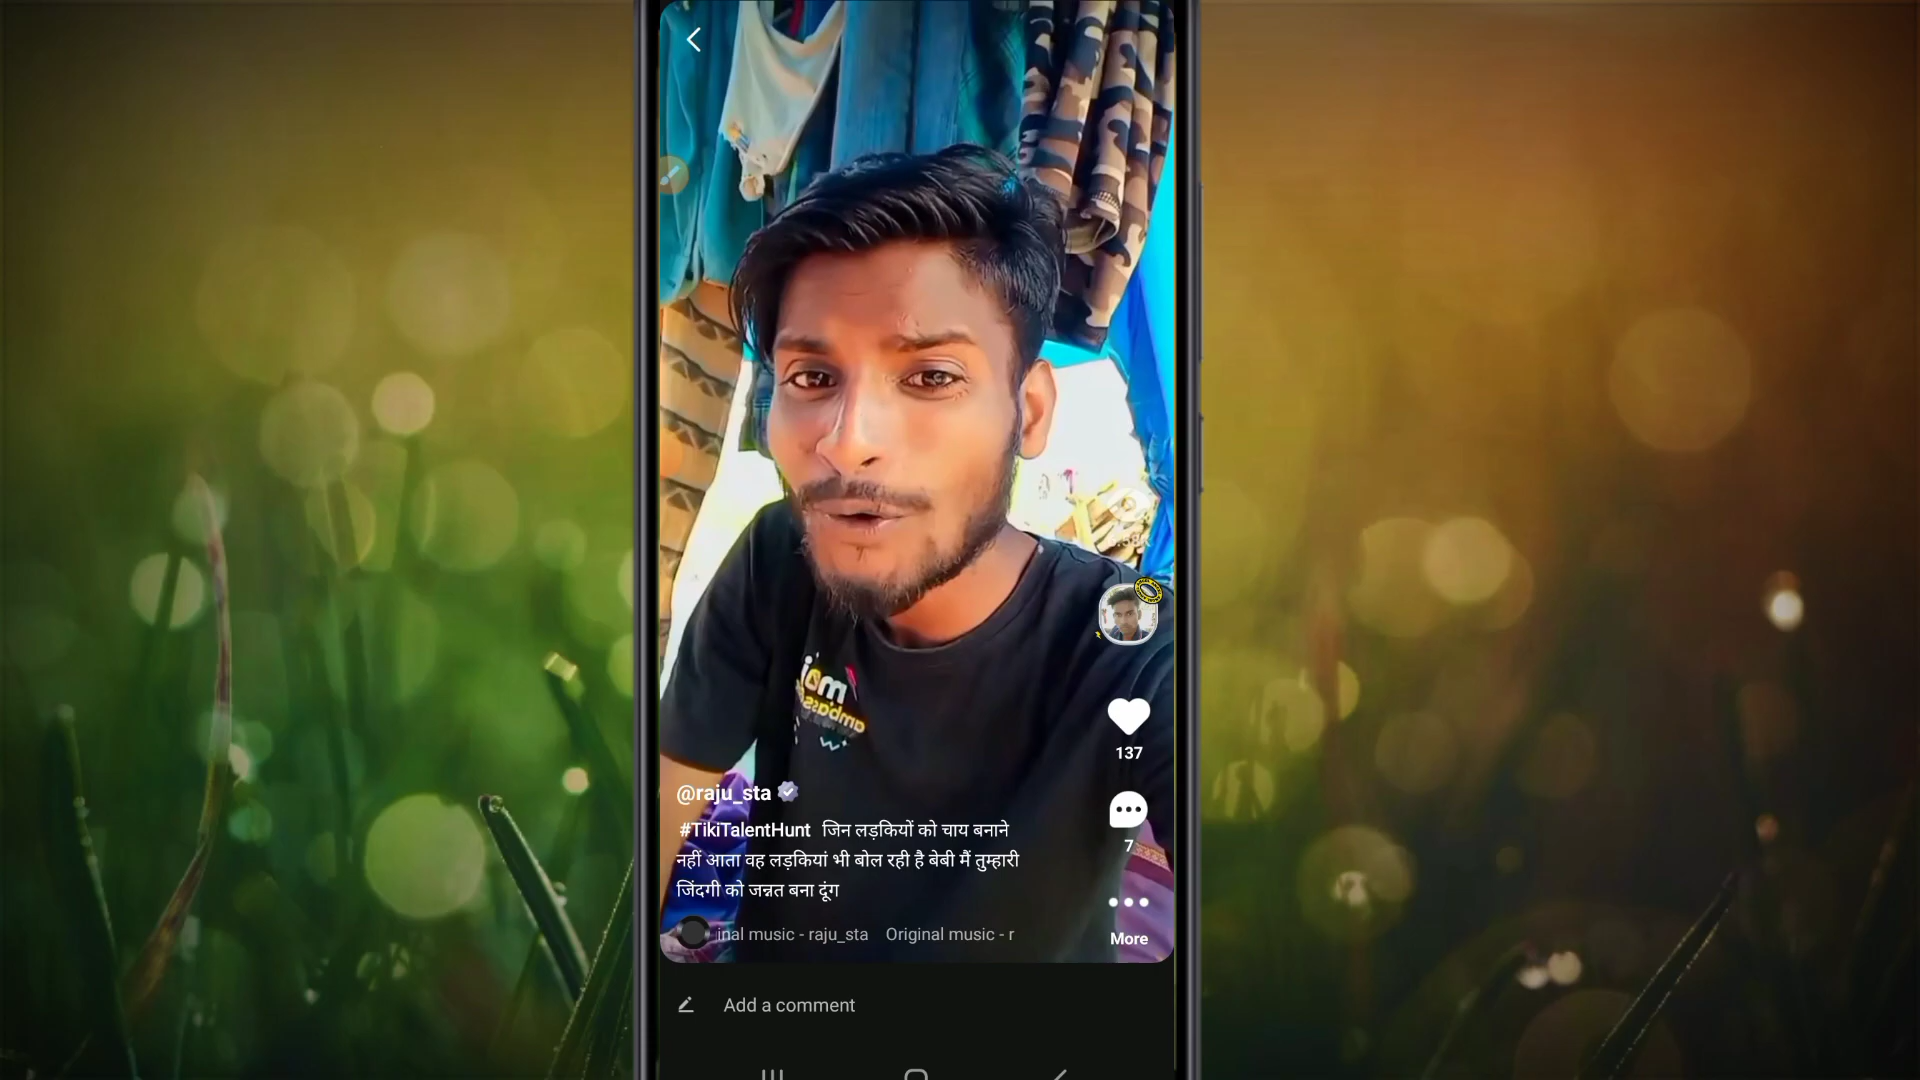 137
@raju_sta
#TikiTalentHunt जिन लड़कियों को चाय बनाने
नहीं आता वह लड़कियां भी बोल रही है बेबी मैं तुम्हारी
जिंदगी को जन्नत बना दूंग
7
inal music - raju_sta Original music - r
More
Add a comment